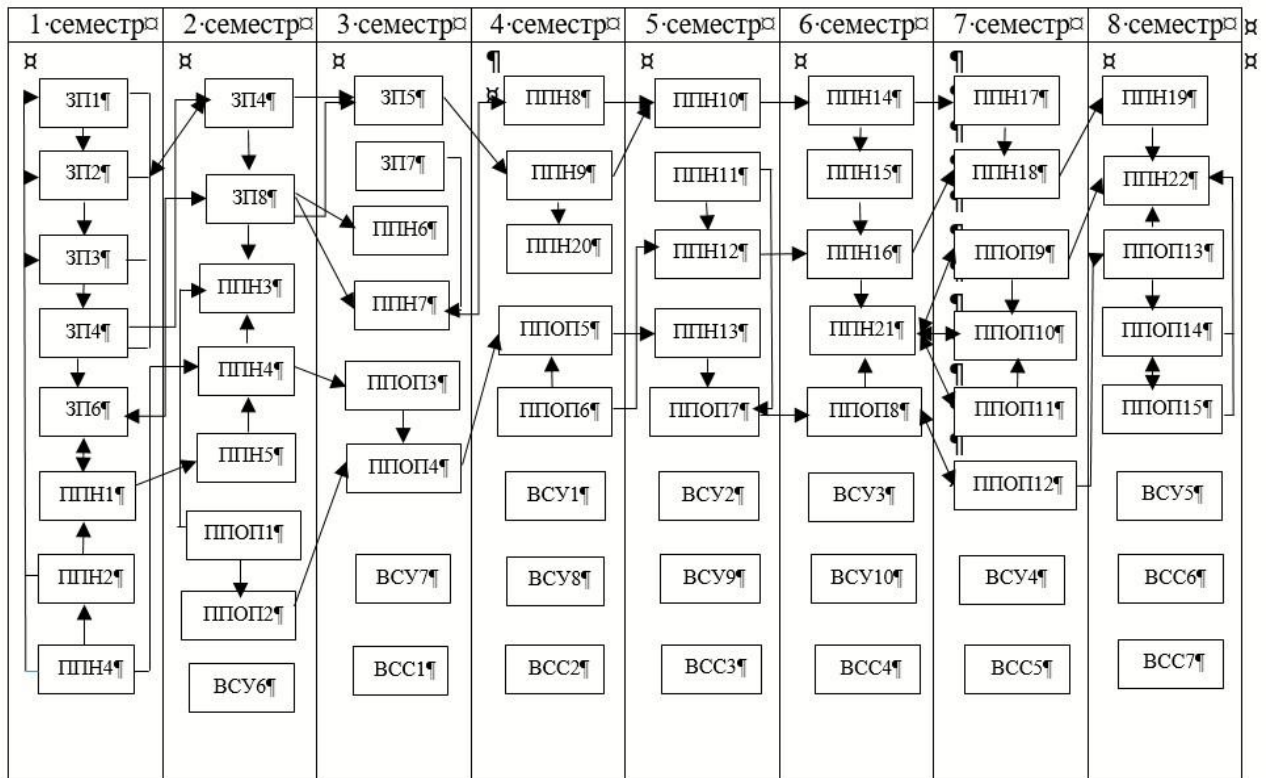 1·семестр¤ 2·семестр¤ 3·семестр¤ 4·семестр¤ 5·семестр¤ 6·семестр¤ 7·семестр¤ 8·семестр¤ ¤
¤ ¤ ¤ ¶ ¤ ¤ ¶ ¤ ¤
¤
ЗП1¶
ЗП2¶
ЗП3¶
ЗП4¶
ЗП6¶
ППН1¶
ППН2¶
ППН4¶
ЗП4¶
ЗП8¶
ППН3¶
ППН4¶
ППН5¶
ППОП1¶
ППОП2¶
ВСУ6¶
ЗП5¶
ЗП7¶
ППН6¶
ППН7¶
ППОП3¶
ППОП4¶
ВСУ7¶
ВСС1¶
ППН8¶
ППН9¶
ППН20¶
ППОП5¶
ППОП6¶
ВСУ1¶
ВСУ8¶
ВСС2¶
ППН10¶
ППН11¶
ППН12¶
ППН13¶
ППОП7¶
ВСУ2¶
ВСУ9¶
ВСС3¶
ППН14¶
ППН15¶
ППН16¶
ППН21¶
ППОП8¶
ВСУ3¶
ВСУ10¶
ВСС4¶
ППН17¶
ППН18¶
ППОП9¶
ППОП10¶
ППОП11¶
ППОП12¶
ВСУ4¶
ВСС5¶
ППН19¶
ППН22¶
ППОП13¶
ППОП14¶
ППОП15¶
ВСУ5¶
ВСС6¶
ВСС7¶